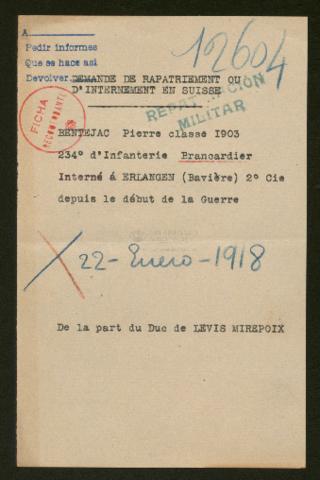 A
Pedir informes
Que se hace asi
Devolver
12604
DEMANDE DE RAPATRIEMENT OU
D'INTERNEMENT EN SUISSE
REPATRIACIÓN
MILITAR
FICHA
BENTEJAC Pierre classe 1903
234° d'Infanterie Brancardier
Interné á ERLANGEN (Bavière) 2° Cie
depuis le début de la Guerre
22-Enero-1918
De la part du Duc de LEVIS MIREPOIX